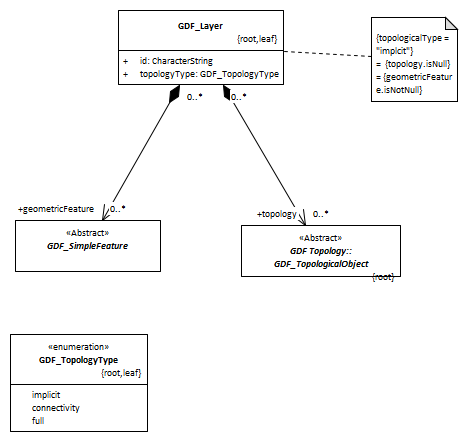 GDF_Layer
{root,leaf}
+ id: CharacterString
+ topologyType: GDF_TopologyType
{topologicalType =
"implcit"}
= {topology.isNull}
= {geometricFeatur
e.isNotNull}
0..*
0..*
+geometricFeature
0..*
+topology
0..*
«Abstract»
GDF_SimpleFeature
«Abstract»
GDF Topology::
GDF_TopologicalObject
{root}
«enumeration»
GDF_TopologyType
{root,leaf}
implicit
connectivity
full